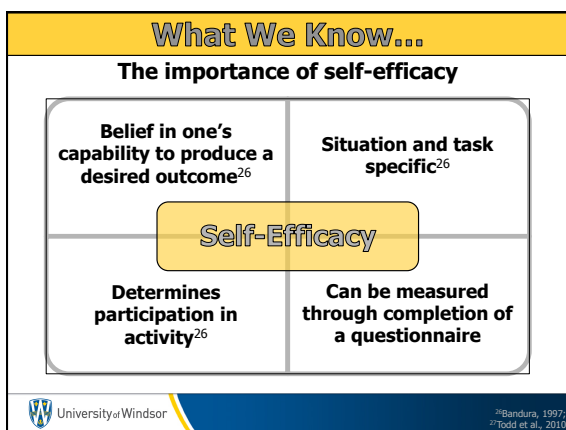 What We Know...
The importance of self-efficacy
Belief in one's
capability to produce a
desired outcome26
Situation and task
specific26
Self-Efficacy
Determines
participation in
activity26
Can be measured
through completion of
a questionnaire
University of Windsor
26Bandura, 1997;
27Todd et al., 2010